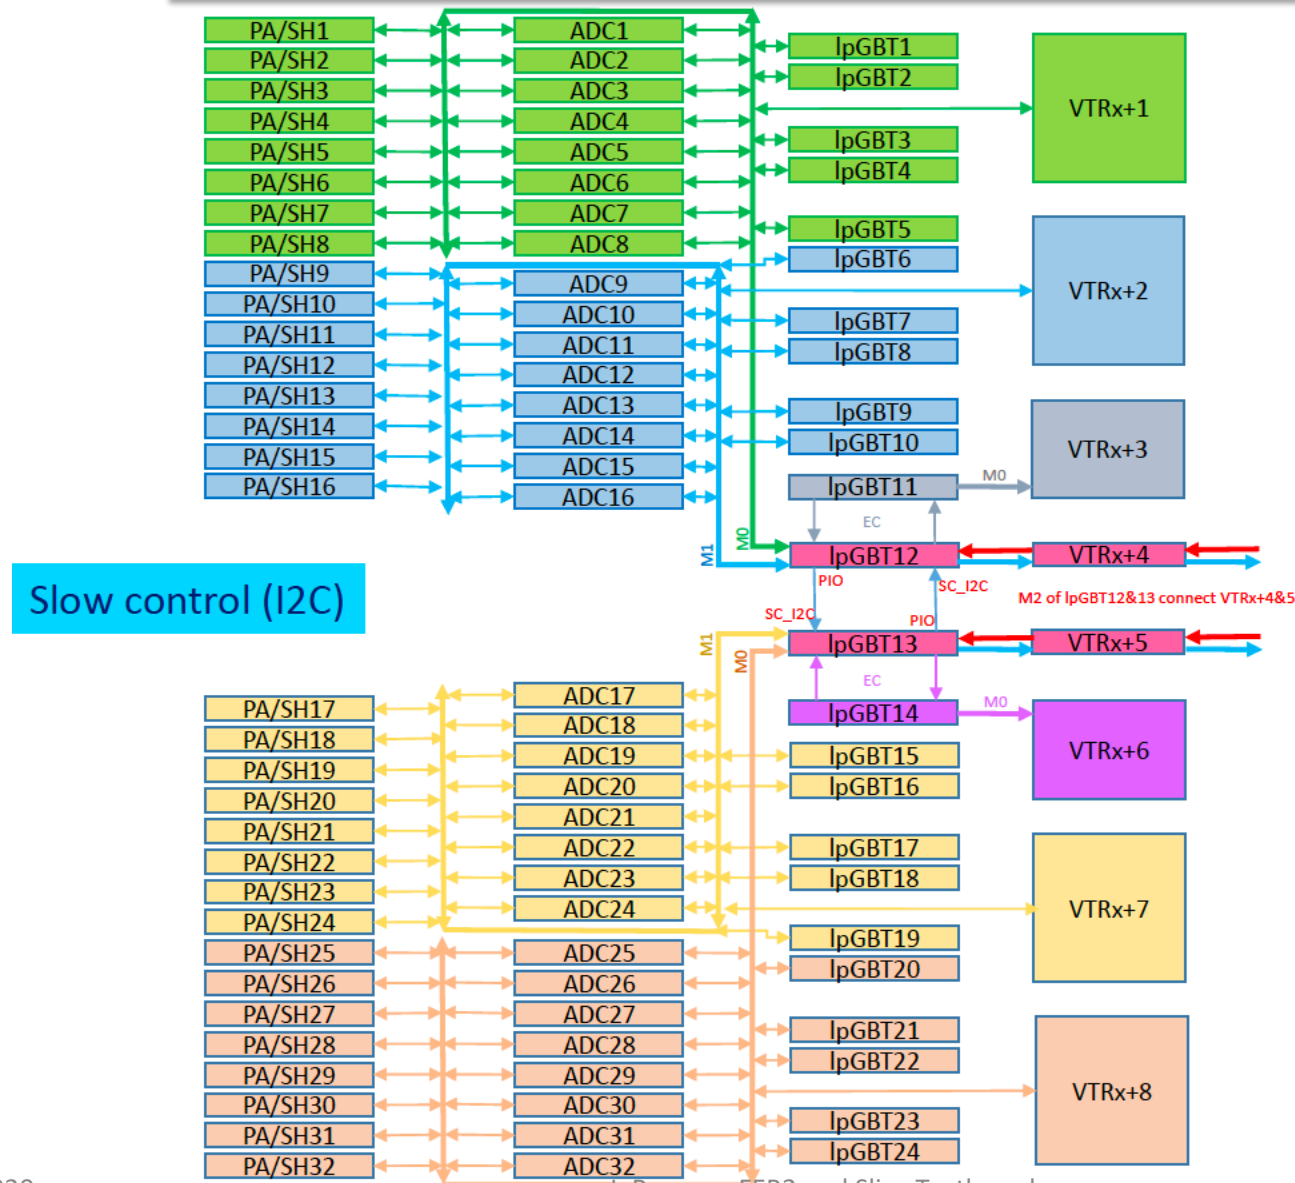 PA/SH1
PA/SH2
PA/SH3
PA/SH4
PA/SH5
PA/SH6
PA/SH7
PA/SH8
PA/SH9
PA/SH10
PA/SH11
PA/SH12
PA/SH13
PA/SH14
PA/SH15
PA/SH16
ADC1
ADC2
ADC3
ADC4
ADC5
ADC6
ADC7
ADC8
ADC9
ADC10
ADC11
ADC12
ADC13
ADC14
ADC15
ADC16
lpGBT1
lpGBT2
lpGBT3
lpGBT4
lpGBT5
lpGBT6
lpGBT7
lpGBT8
lpGBT9
lpGBT10
lpGBT11
M0
EC
M1
M0
lpGBT12
VTRx+1
VTRx+2
VTRx+3
VTRx+4
Slow control (I2C)
PIO
SC_I2C
M2 of lpGBT12&13 connect VTRx+4&5
SC_I2C
PIO
M1
M0
lpGBT13
VTRx+5
EC
lpGBT14
M0
VTRx+6
PA/SH17
PA/SH18
PA/SH19
PA/SH20
PA/SH21
PA/SH22
PA/SH23
PA/SH24
PA/SH25
PA/SH26
PA/SH27
PA/SH28
PA/SH29
PA/SH30
PA/SH31
PA/SH32
ADC17
ADC18
ADC19
ADC20
ADC21
ADC22
ADC23
ADC24
ADC25
ADC26
ADC27
ADC28
ADC29
ADC30
ADC31
ADC32
lpGBT15
lpGBT16
lpGBT17
lpGBT18
lpGBT19
lpGBT20
lpGBT21
lpGBT22
lpGBT23
lpGBT24
VTRx+7
VTRx+8